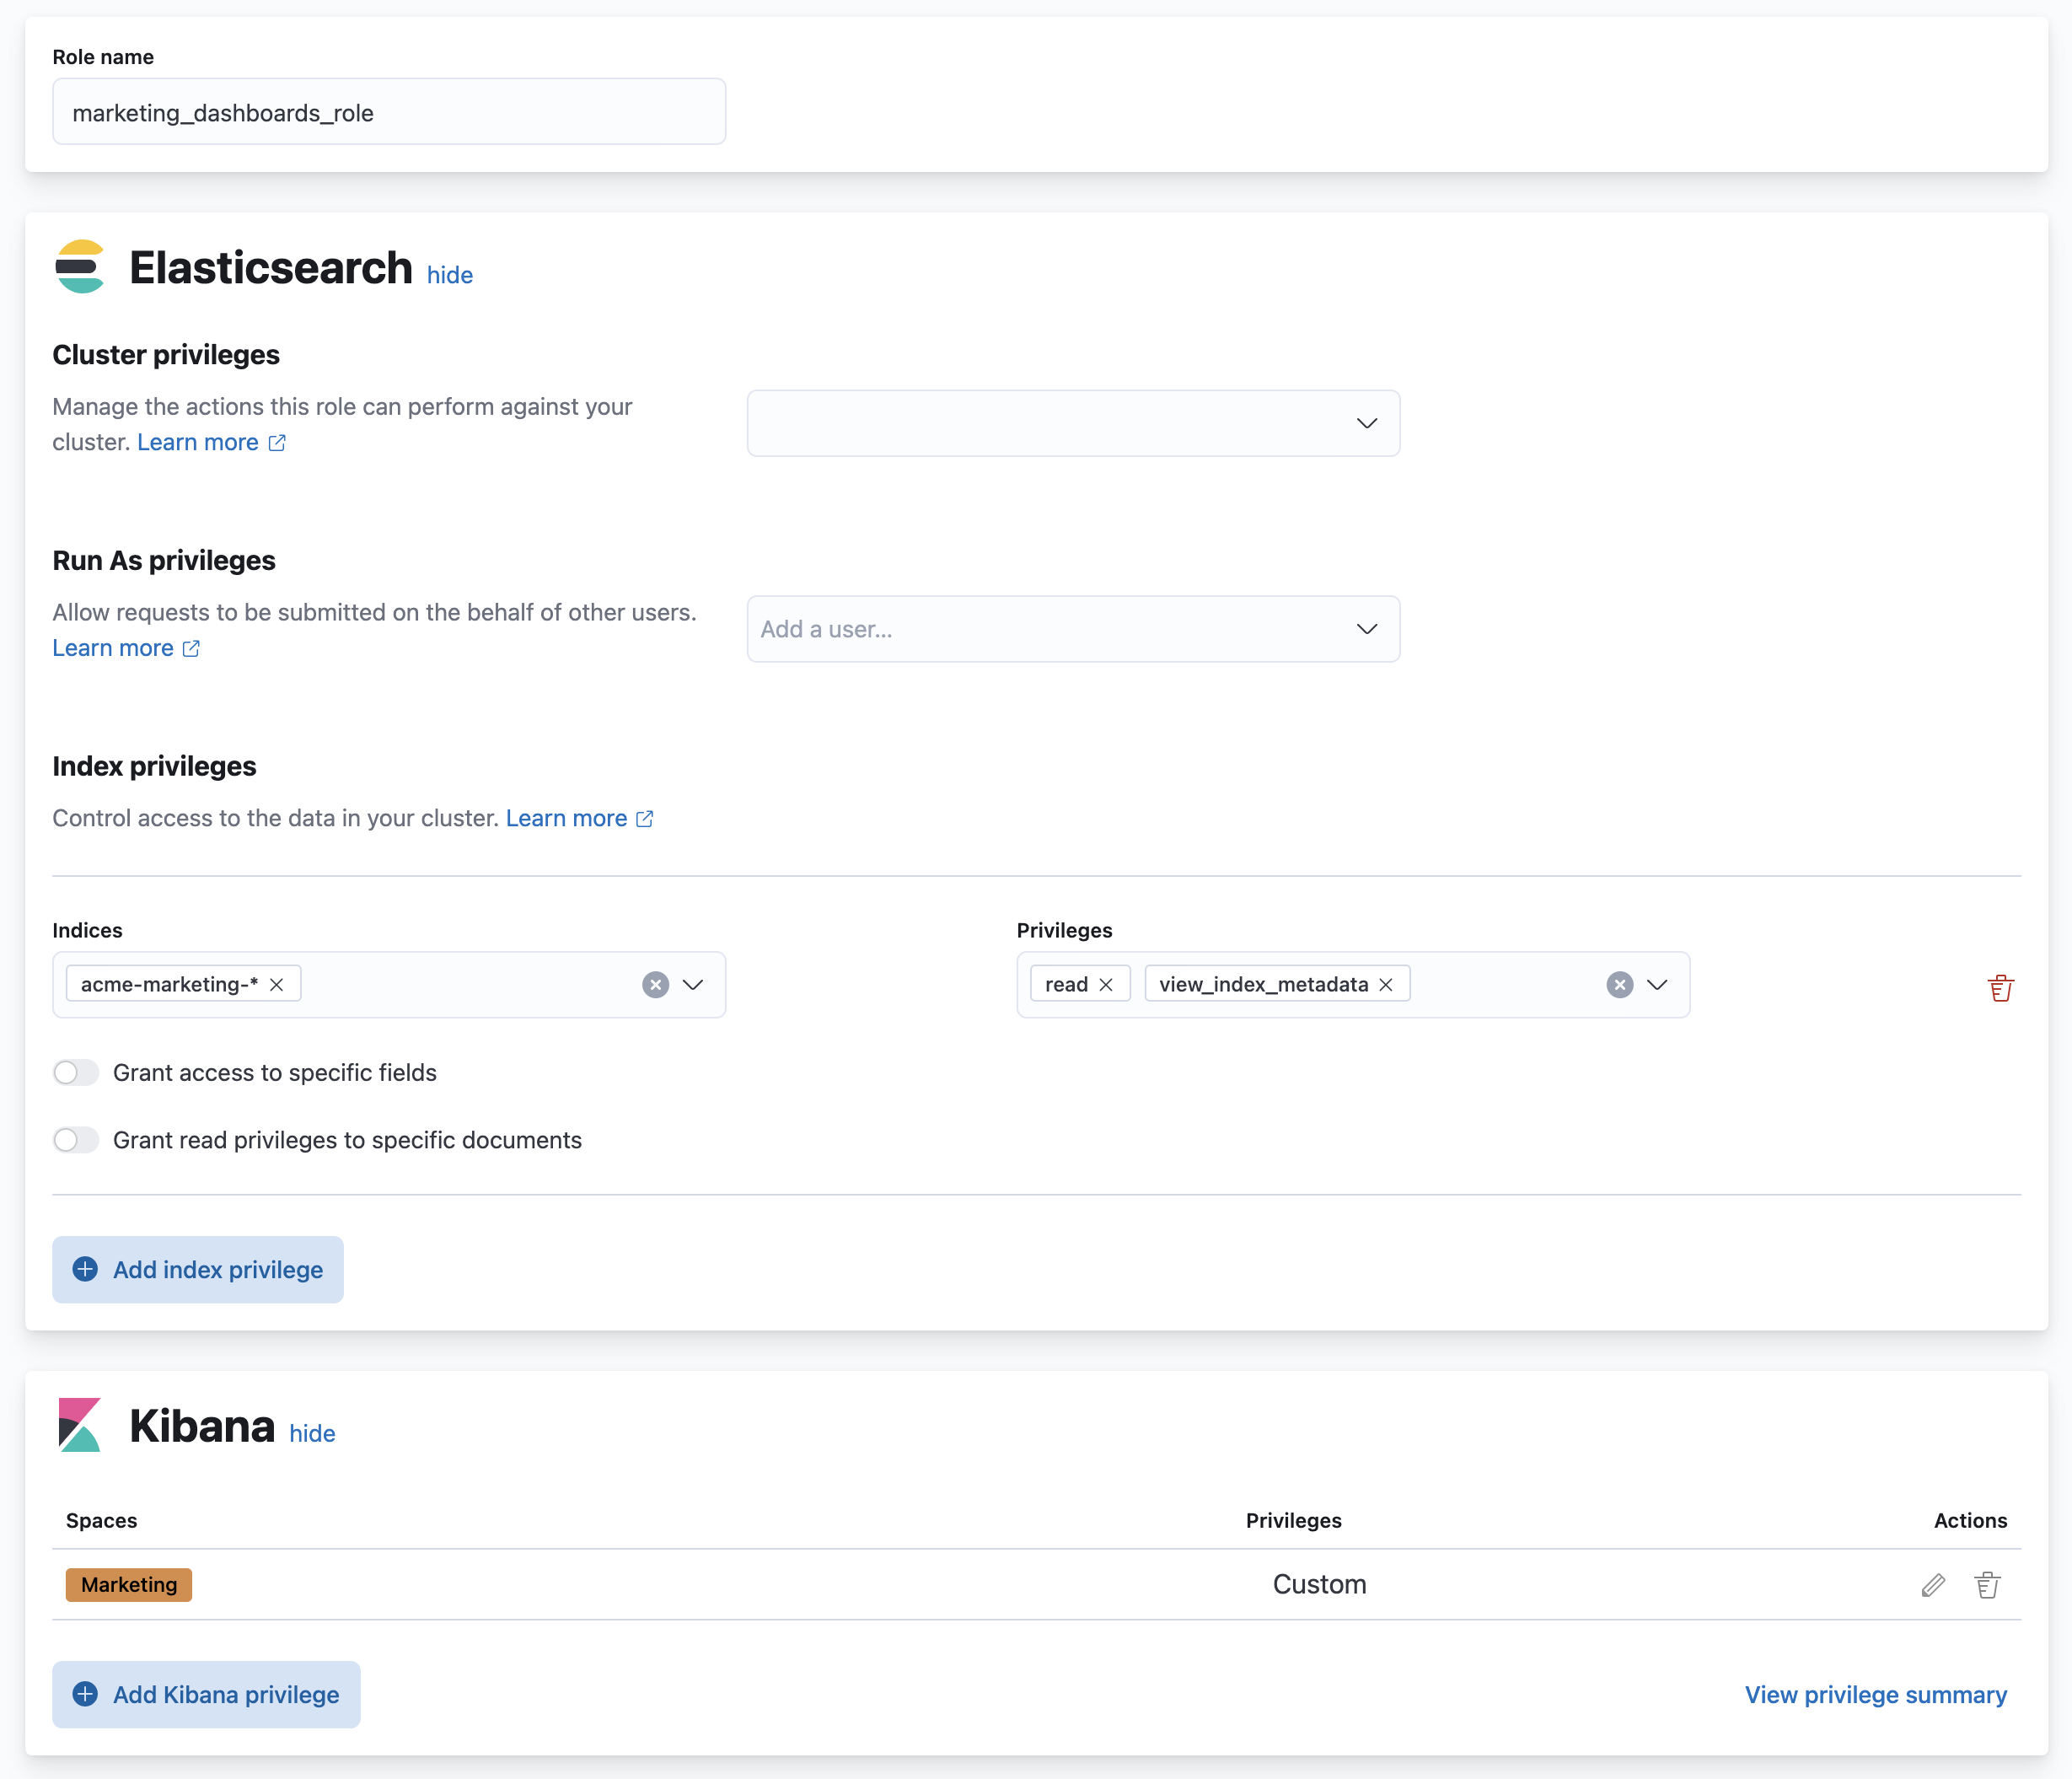 Role name
marketing_dashboards_role
Elasticsearch hide
Cluster privileges
Manage the actions this role can perform against your
cluster. Learn more
Run As privileges
Allow requests to be submitted on the behalf of other users.
Add a user...
Learn more
Index privileges
Control access to the data in your cluster. Learn more
Indices Privileges
acme-marketing-* read view_index_metadata
Grant access to specific fields
Grant read privileges to specific documents
Add index privilege
Kibana hide
Spaces Privileges Actions
Marketing Custom
Add Kibana privilege View privilege summary